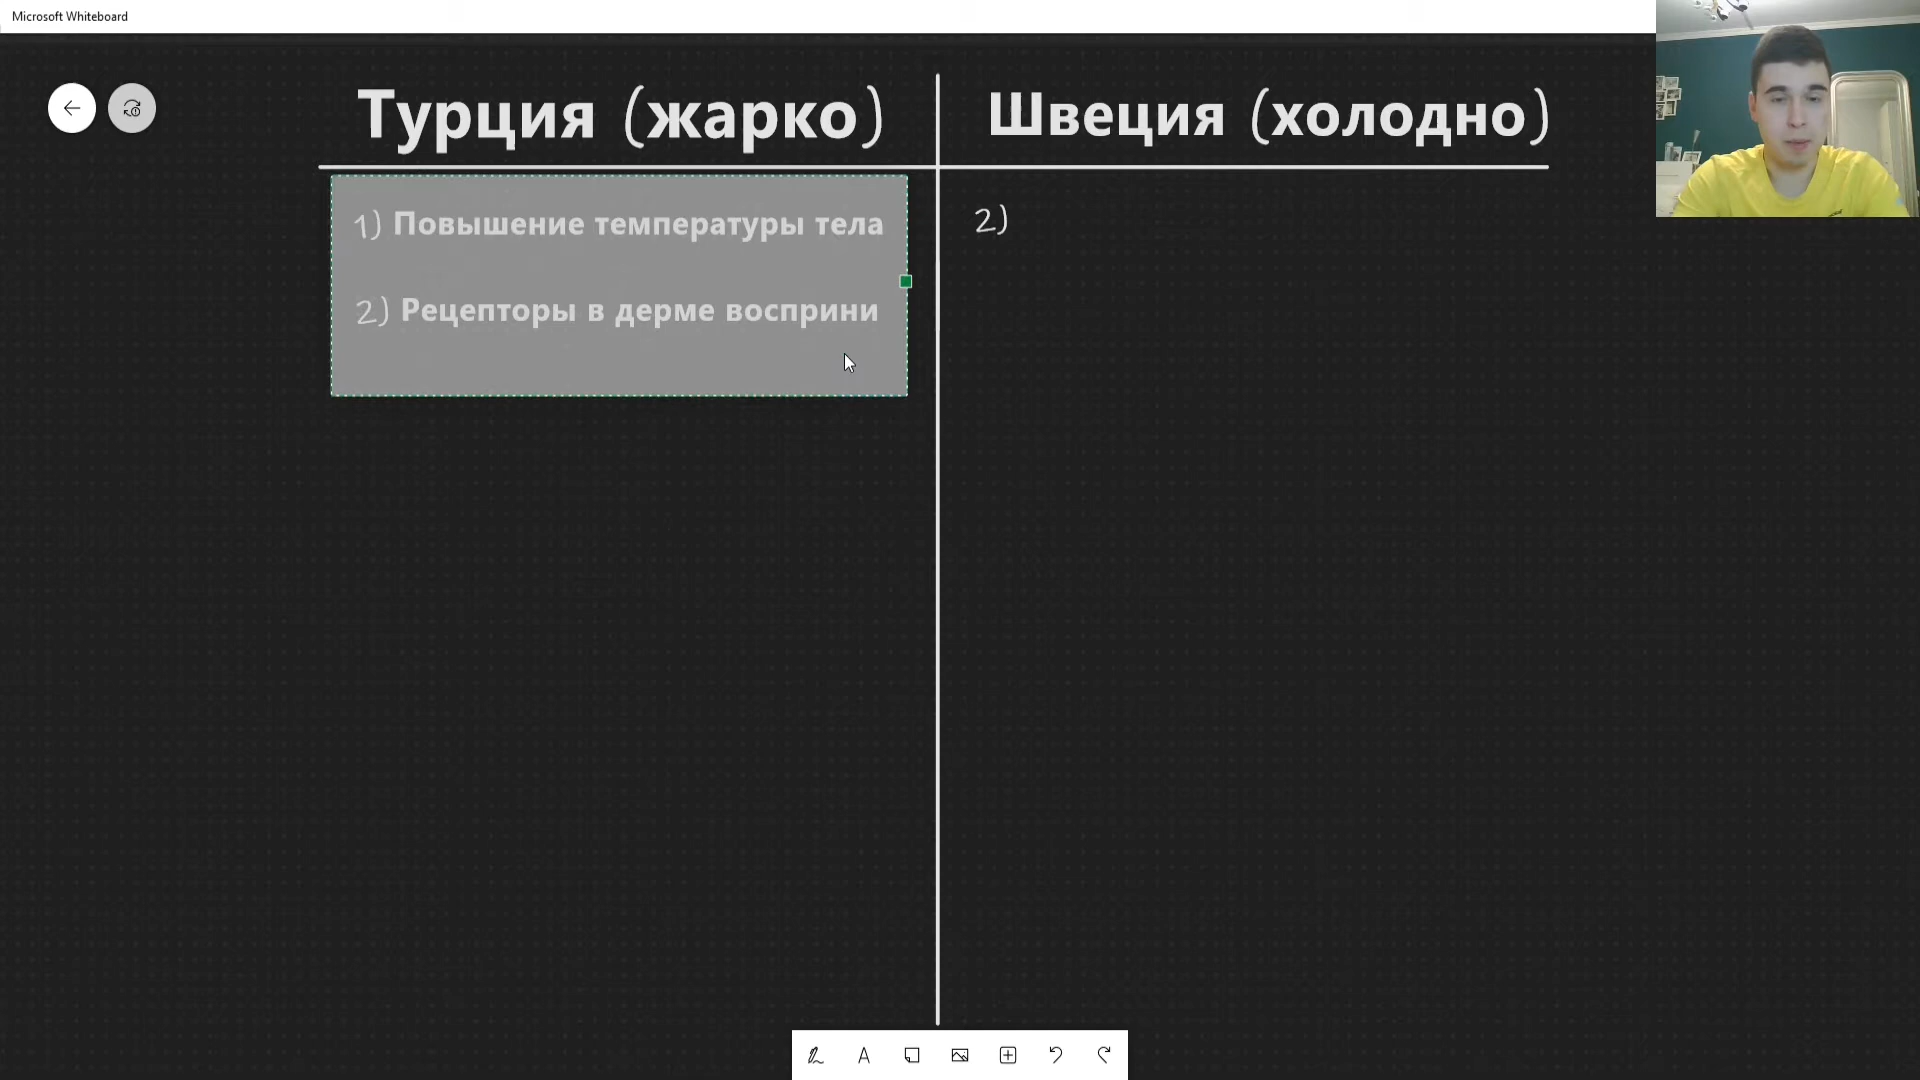 Microsoft Whiteboard
Турция (жарко)
Швеция (холодно)
1) Повышение температуры тела
2) Рецепторы в дерме восприни
2)